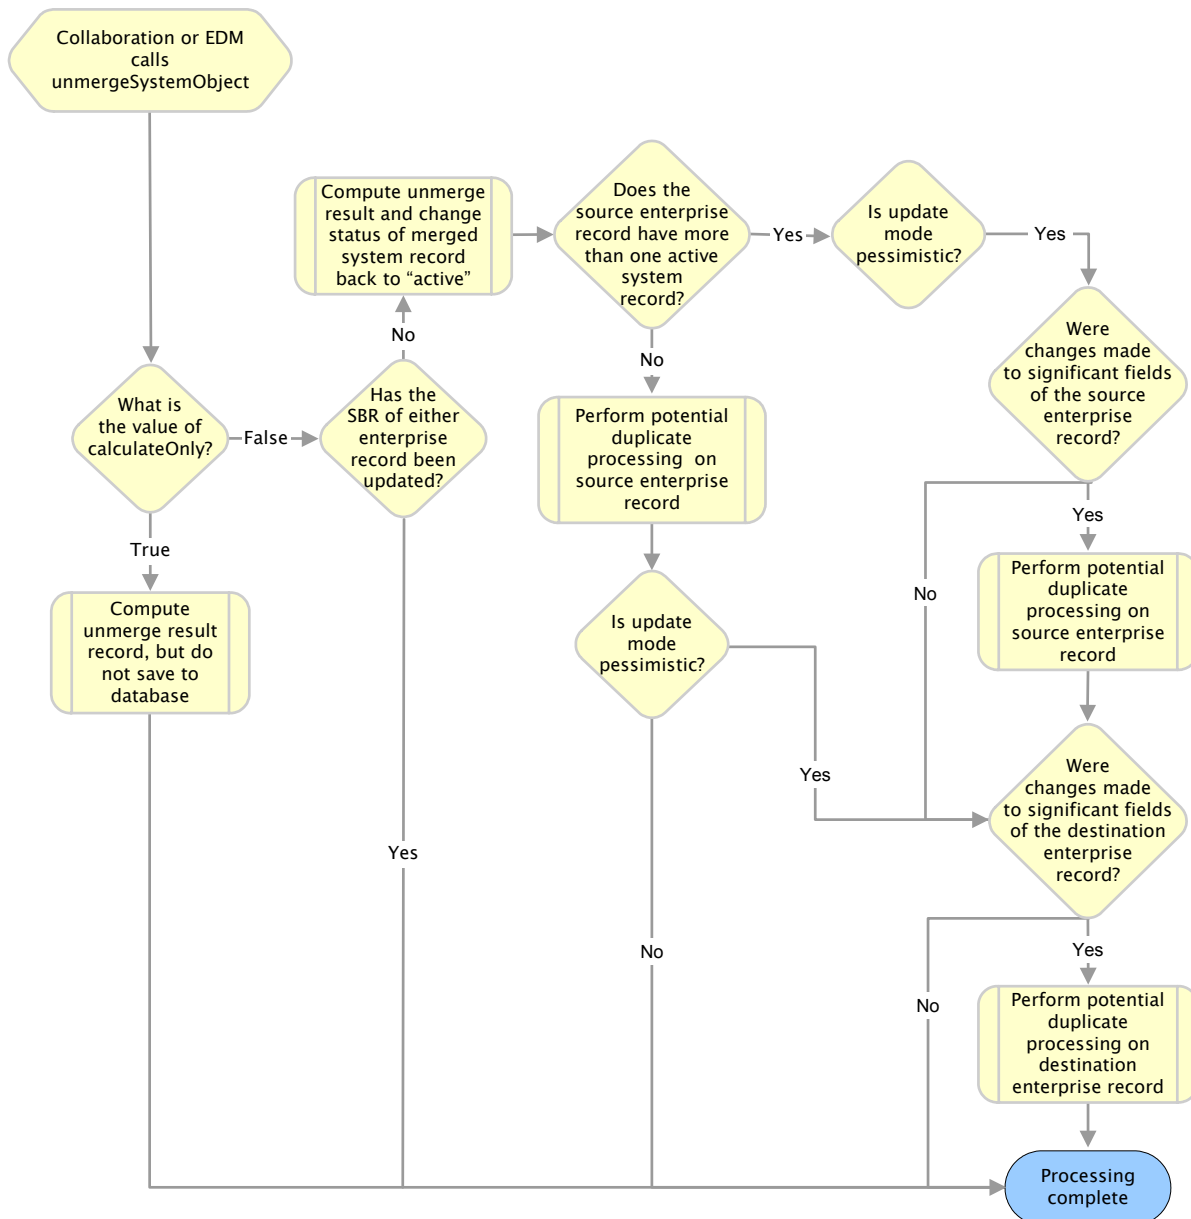 Collaboration or EDM
calls
unmergeSystemObject
Compute unmerge
result and change
status of merged
system record
back to “active”
Does the
source enterprise
record have more
than one active
system
record?
Yes
Is update
mode
pessimistic?
Yes
No
Were
changes made
to significant fields
of the source
enterprise
record?
No
What is
the value of
calculateOnly?
False
Has the
SBR of either
enterprise
record been
updated?
Perform potential
duplicate
processing on
source enterprise
record
Yes
True
Compute
unmerge result
record, but do
not save to
database
Is update
mode
pessimistic?
No
Perform potential
duplicate
processing on
source enterprise
record
Yes
Were
changes made
to significant fields
of the destination
enterprise
record?
Yes
No
Yes
No
Perform potential
duplicate
processing on
destination
enterprise record
Processing
complete